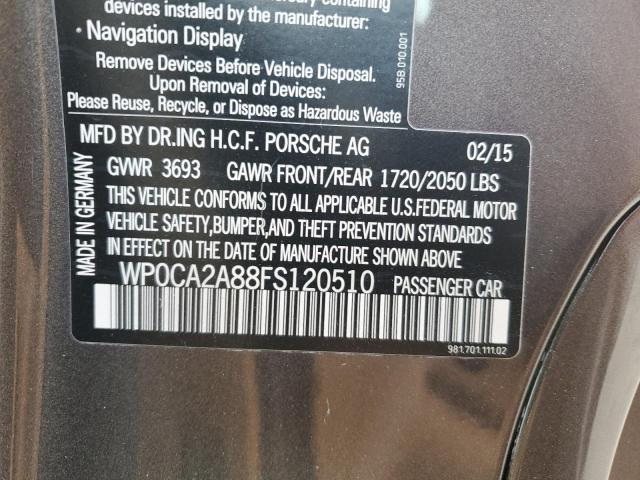 devices installed by the manufacturer:
• Navigation Display
Remove Devices Before Vehicle Disposal.
Upon Removal of Devices:
Please Reuse, Recycle, or Dispose as Hazardous Waste
95B.010.001
MFD BY DR.ING H.C.F. PORSCHE AG 02/15
GVWR 3693 GAWR FRONT/REAR 1720/2050 LBS
THIS VEHICLE CONFORMS TO ALL APPLICABLE U.S.FEDERAL MOTOR
VEHICLE SAFETY,BUMPER,AND THEFT PREVENTION STANDARDS
IN EFFECT ON THE DATE OF MANUFACTURE SHOWN ABOVE
WP0CA2A88FS120510 PASSENGER CAR
MADE IN GERMANY
981.701.111.02